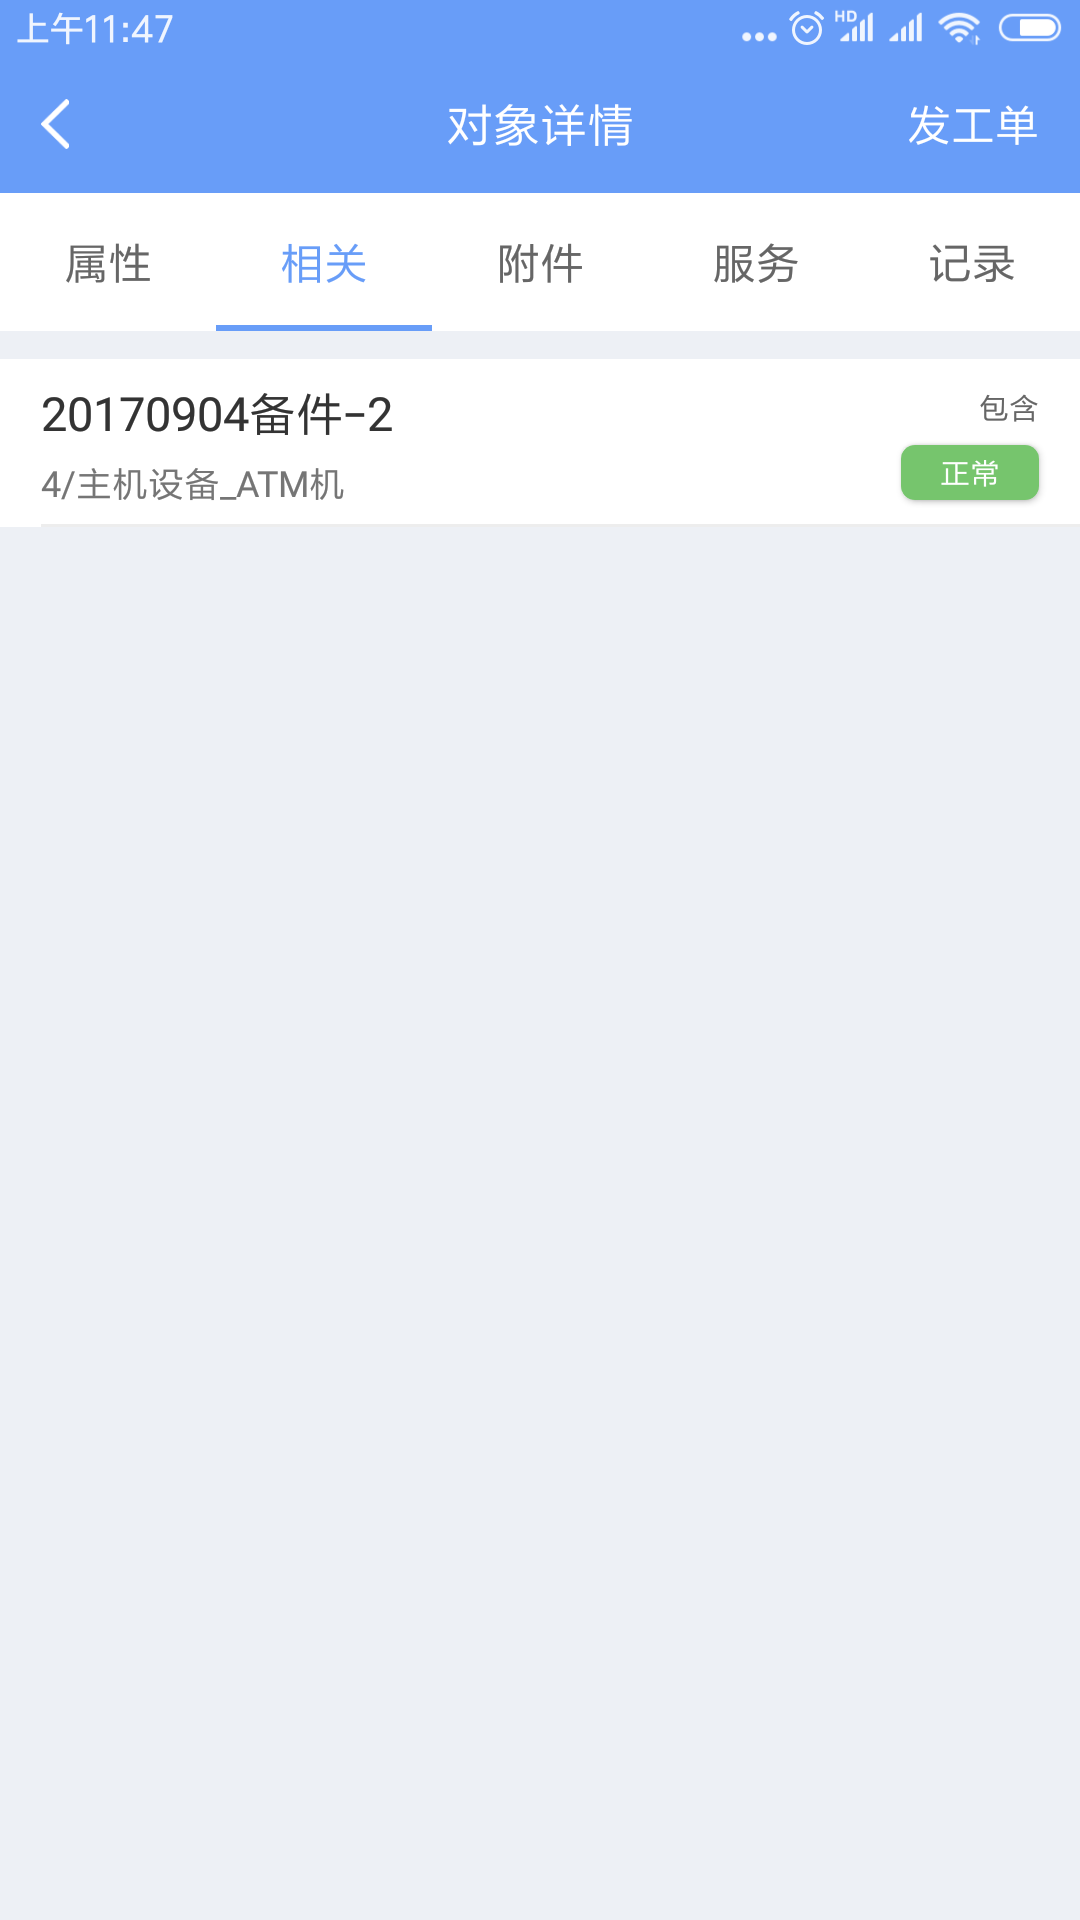 上午11:47
HD
对象详情
发工单
属性
相关
附件
服务
记录
20170904备件-2
包含
4/主机设备_ATM机
正常